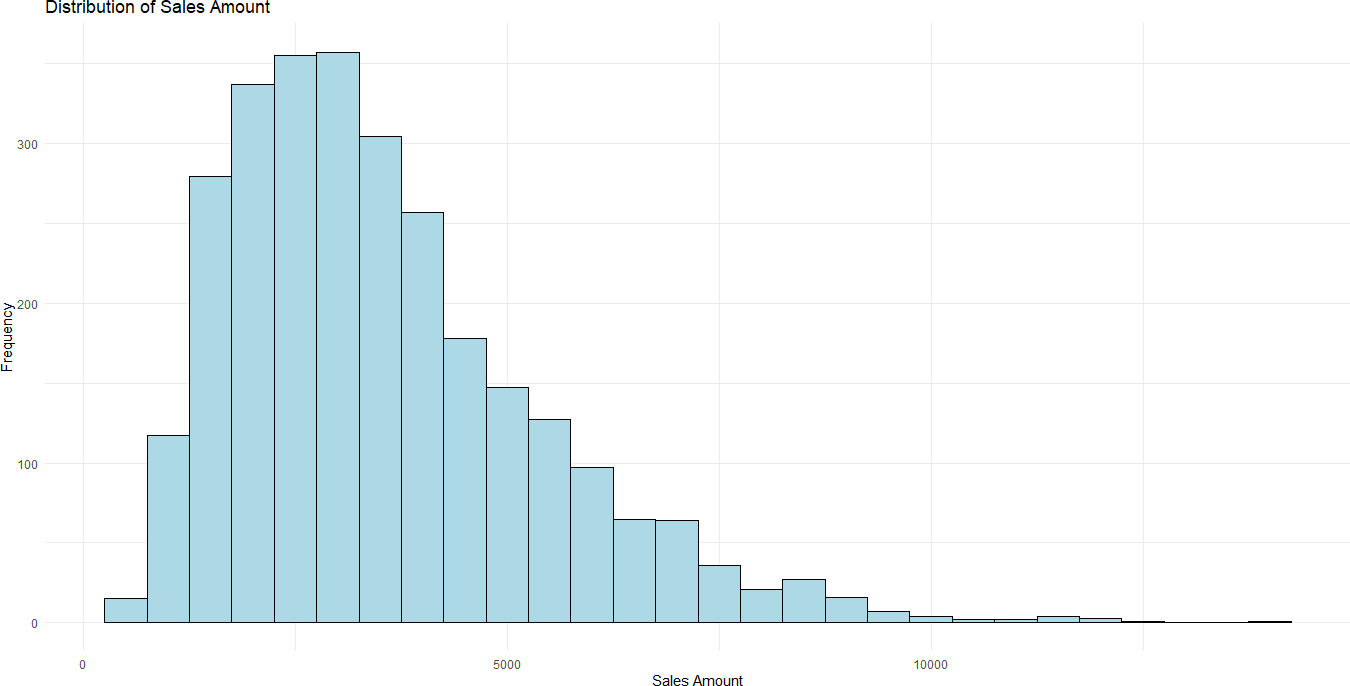 Distribution of Sales Amount
Frequency
300
200
100
0
0 5000 10000
Sales Amount